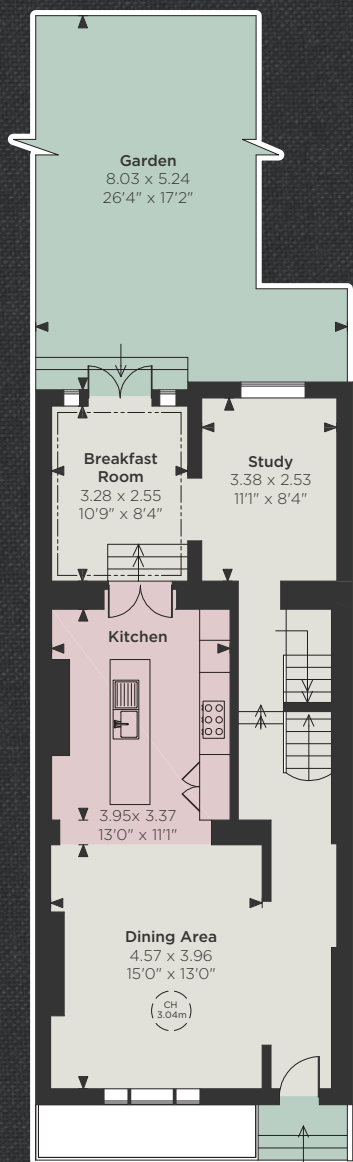 Garden
8.03 x 5.24
26'4" x 17'2"
Breakfast
Room
3.28 x 2.55
10'9" x 8'4"
Study
3.38 x 2.53
11'1" x 8'4"
Kitchen
3.95x 3.37
13'0" x 11'1"
Dining Area
4.57 x 3.96
15'0" x 13'0"
CH
3.04m